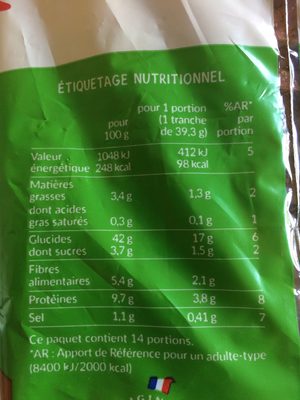 ÉTIQUETAGE NUTRITIONNEL
pour 1 portion %AR*
pour (1 tranche par
100 g de 39,3 g) portion
Valeur 1048 kJ 412 kJ 5
énergétique 248 kcal 98 kcal
Matières
grasses 3,4 g 1,3 g 2
dont acides
gras saturés 0,3 g 0,1 g 1
Glucides 42 g 17 g 6
dont sucres 3,7 g 1,5 g 2
Fibres
alimentaires 5,4 g 2,1 g
Protéines 9,7 g 3,8 g 8
Sel 1,1 g 0,41 g 7
Ce paquet contient 14 portions.
*AR : Apport de Référence pour un adulte-type
(8400 kJ/2000 kcal)